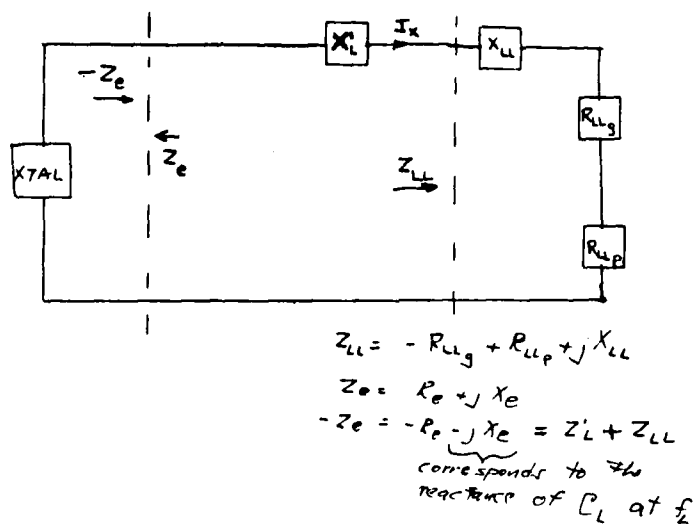 X'L
Ix
XLL
-Ze
RLLg
Ze
ZLL
XTAL
RLLp
ZLL = - RLLg + RLLp + j XLL
Ze = Re + j Xe
-Ze = -Re - j Xe = Z'L + ZLL
corresponds to the
reactance of CL at fL